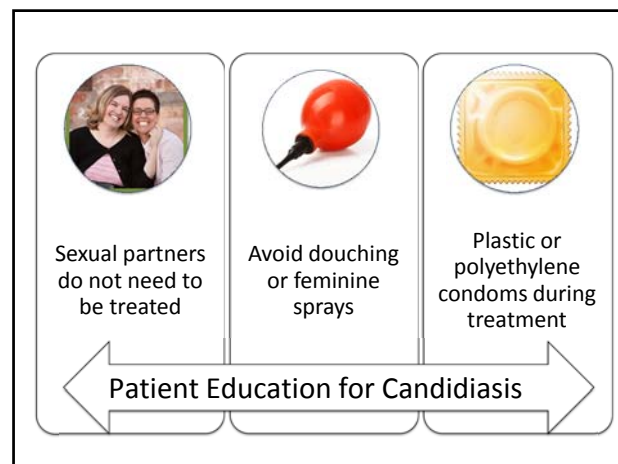 Sexual partners
do not need to
be treated
Avoid douching
or feminine
sprays
Plastic or
polyethylene
condoms during
treatment
Patient Education for Candidiasis